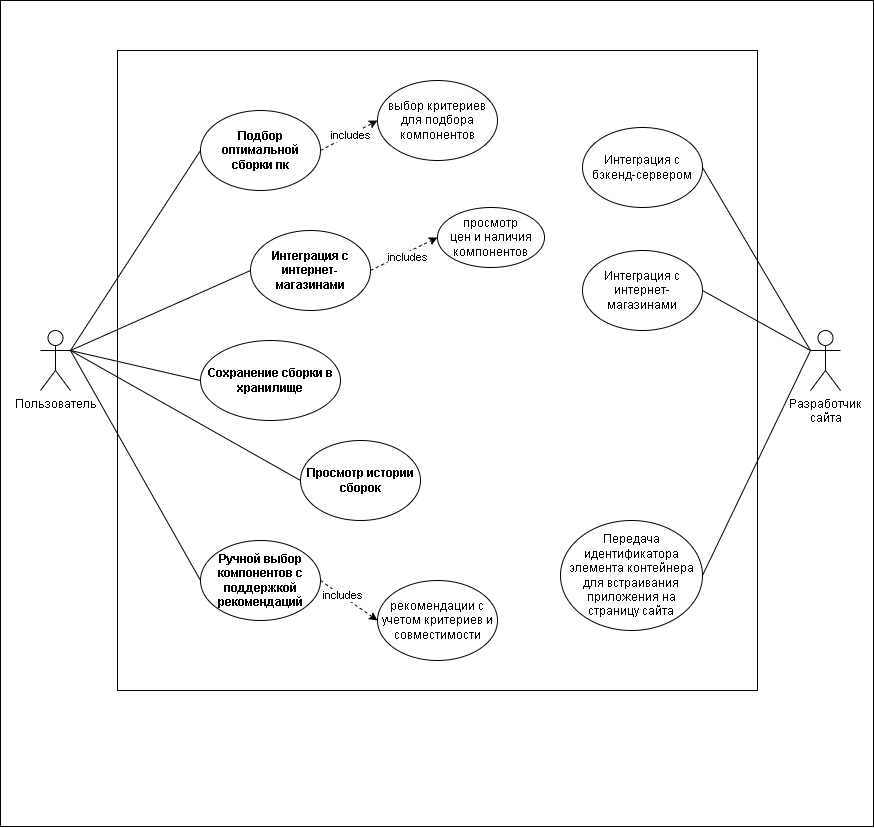 выбор критериев
для подбора
компонентов
Подбор
оптимальной
сборки пк
includes
Интеграция с
бэкенд-сервером
просмотр
цен и наличия
компонентов
Интеграция с
интернет-
магазинами
includes
Интеграция с
интернет-
магазинами
Сохранение сборки в
хранилище
Пользователь
Разработчик
сайта
Просмотр истории
сборок
Ручной выбор
компонентов с
поддержкой
рекомендаций
includes
рекомендации с
учетом критериев и
совместимости
Передача
идентификатора
элемента контейнера
для встраивания
приложения на
страницу сайта